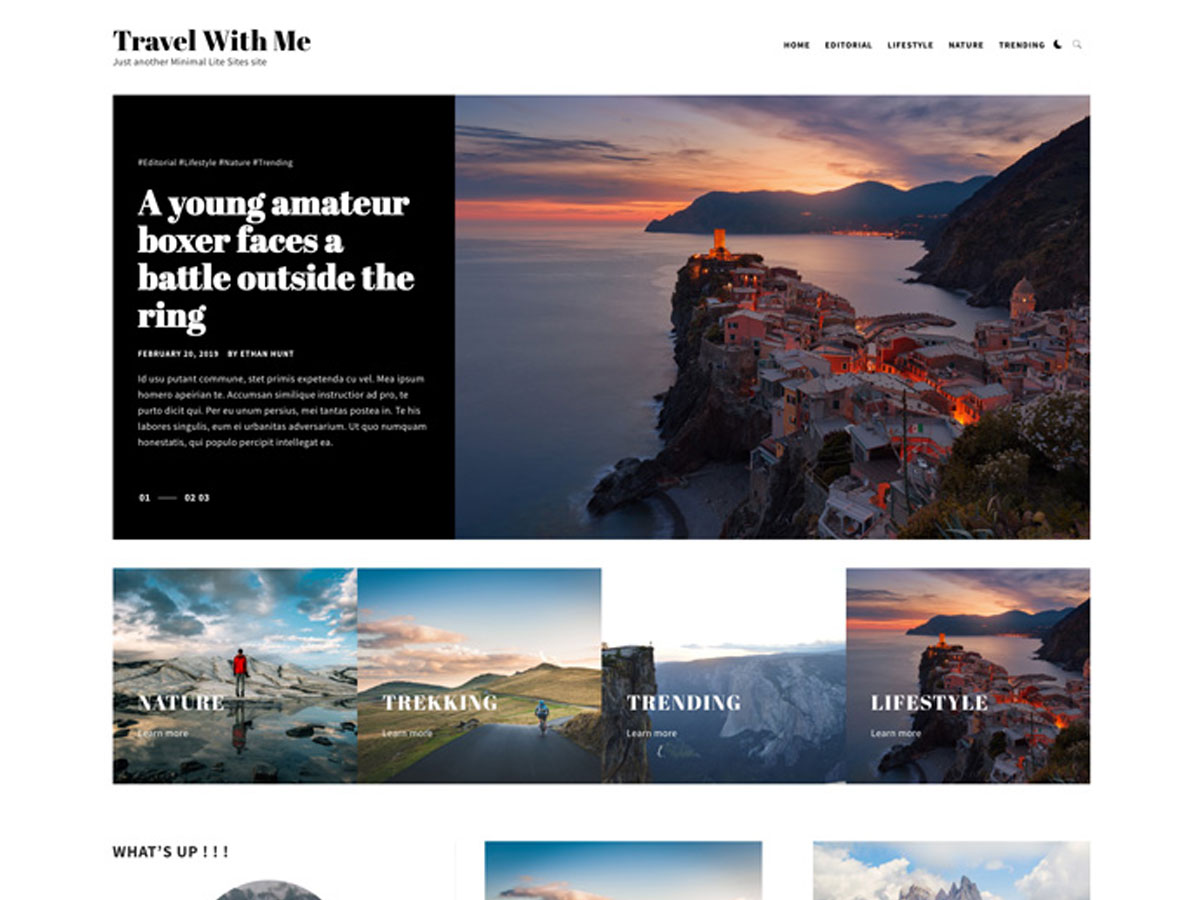 Travel With Me
Just another Minimal Lite Sites site
HOME EDITORIAL LIFESTYLE NATURE TRENDING
#Editorial #Lifestyle #Nature #Trending
A young amateur
boxer faces a
battle outside the
ring
FEBRUARY 20, 2019 BY ETHAN HUNT
Id usu putant commune, stet primis expetenda cu vel. Mea ipsum
homero apeirian te. Accumsan similique instructior ad pro, te
purto dicit qui. Per eu unum persius, mei tantas postea in. Te his
labores singulis, eum ei urbanitas adversarium. Ut quo numquam
honestatis, qui populo percipit intellegat ea.
01 02 03
NATURE
Learn more
TREKKING
Learn more
TRENDING
Learn more
LIFESTYLE
Learn more
WHAT'S UP ! ! !